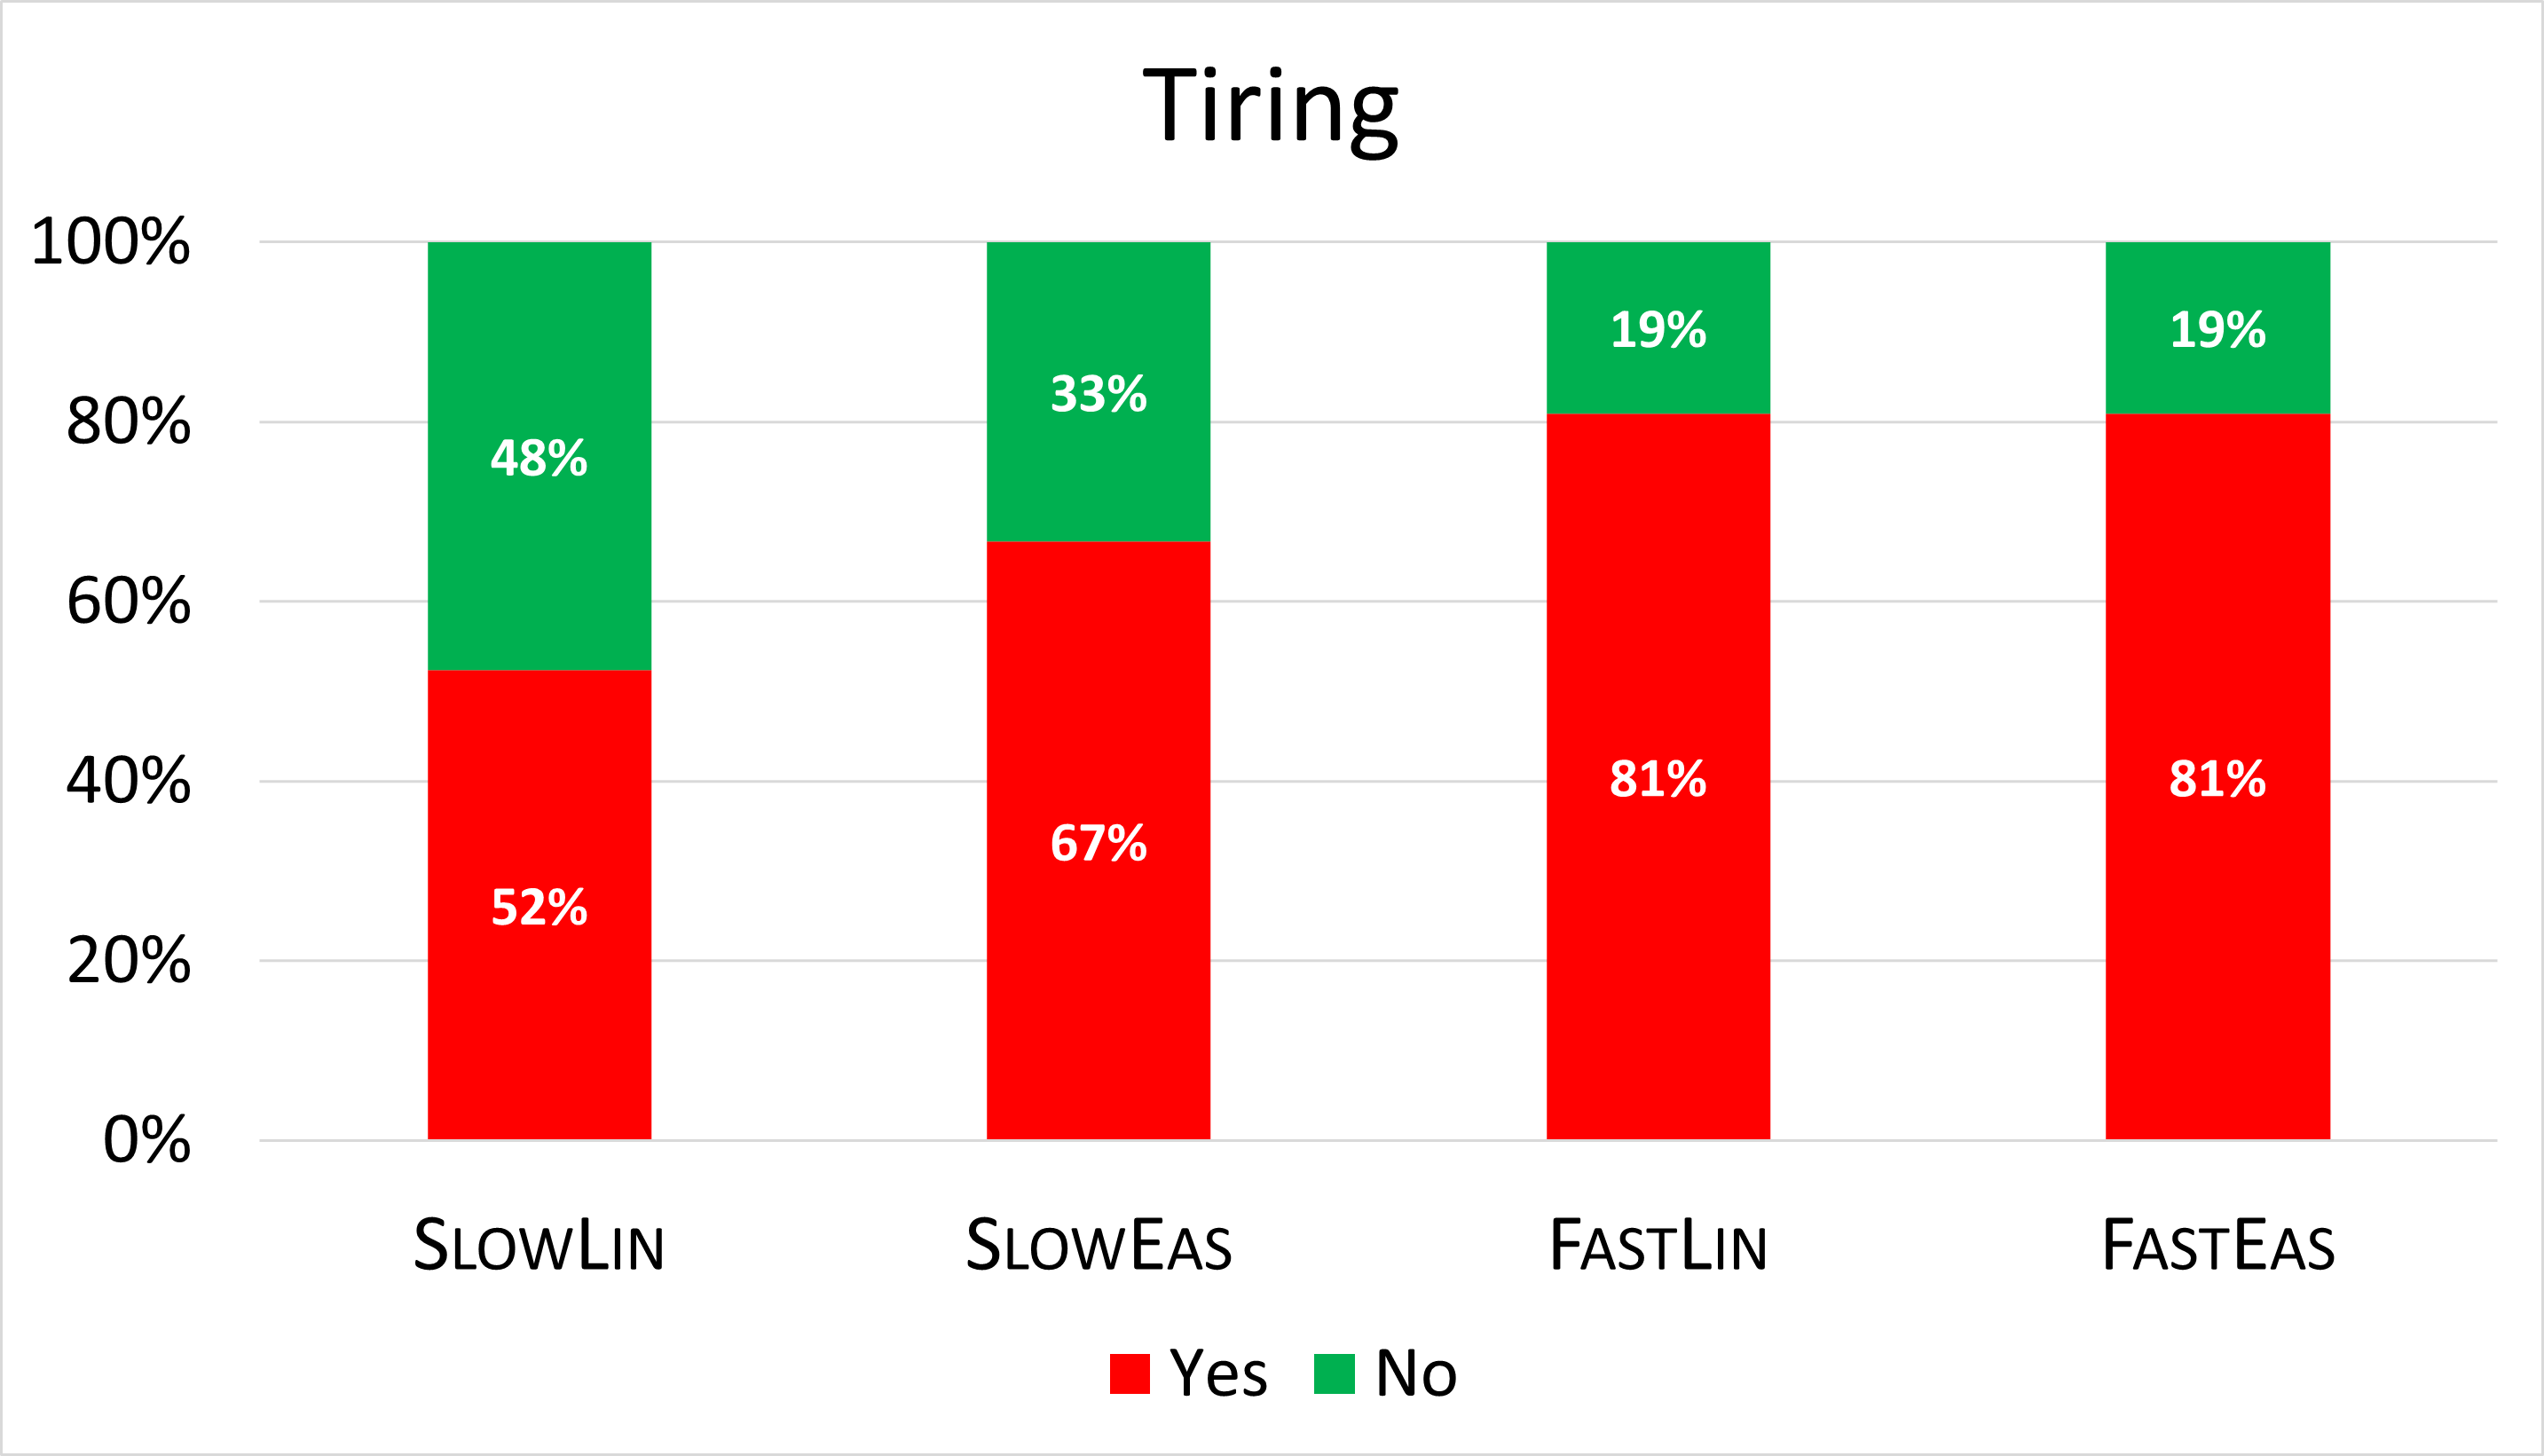 Tiring
100%
80%
60%
40%
20%
0%
48%
33%
19%
19%
52%
67%
81%
81%
SLOWLIN
SLOWEAS
FASTLIN
FASTEAS
Yes
No